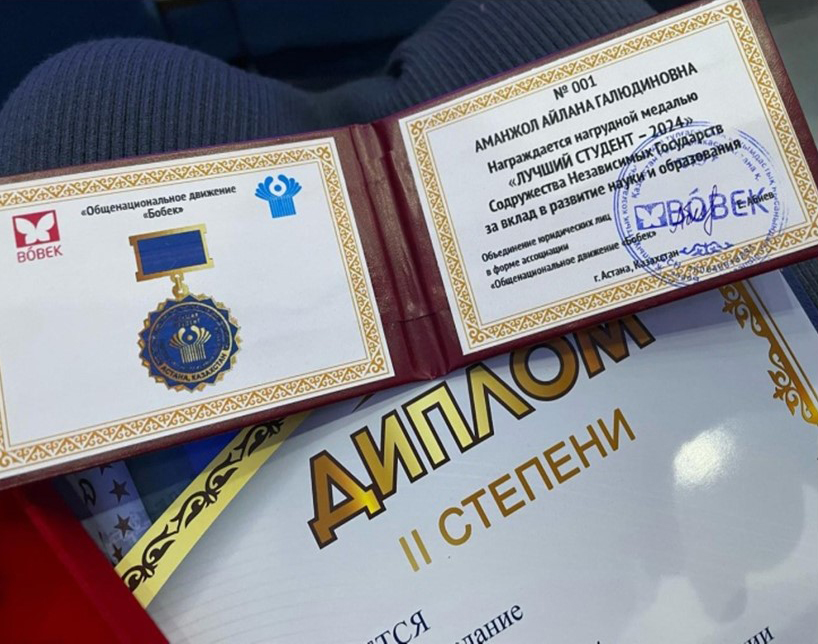 «Общенациональное движение
«Бобек»
BÓBEK
АСТАНА, КАЗАХСТАН
№ 001
АМАНЖОЛ АЙЛАНА ГАЛЮДИНОВНА
Награждается нагрудной медалью
«ЛУЧШИЙ СТУДЕНТ – 2024»
Содружества Независимых Государств
за вклад в развитие науки и образования
Объединение юридических лиц
в форме ассоциации
«Общенациональное движение «Бобек»
Е. Абиев
BÓBEK
г. Астана, Казахстан
ДИПЛОМ
II СТЕПЕНИ